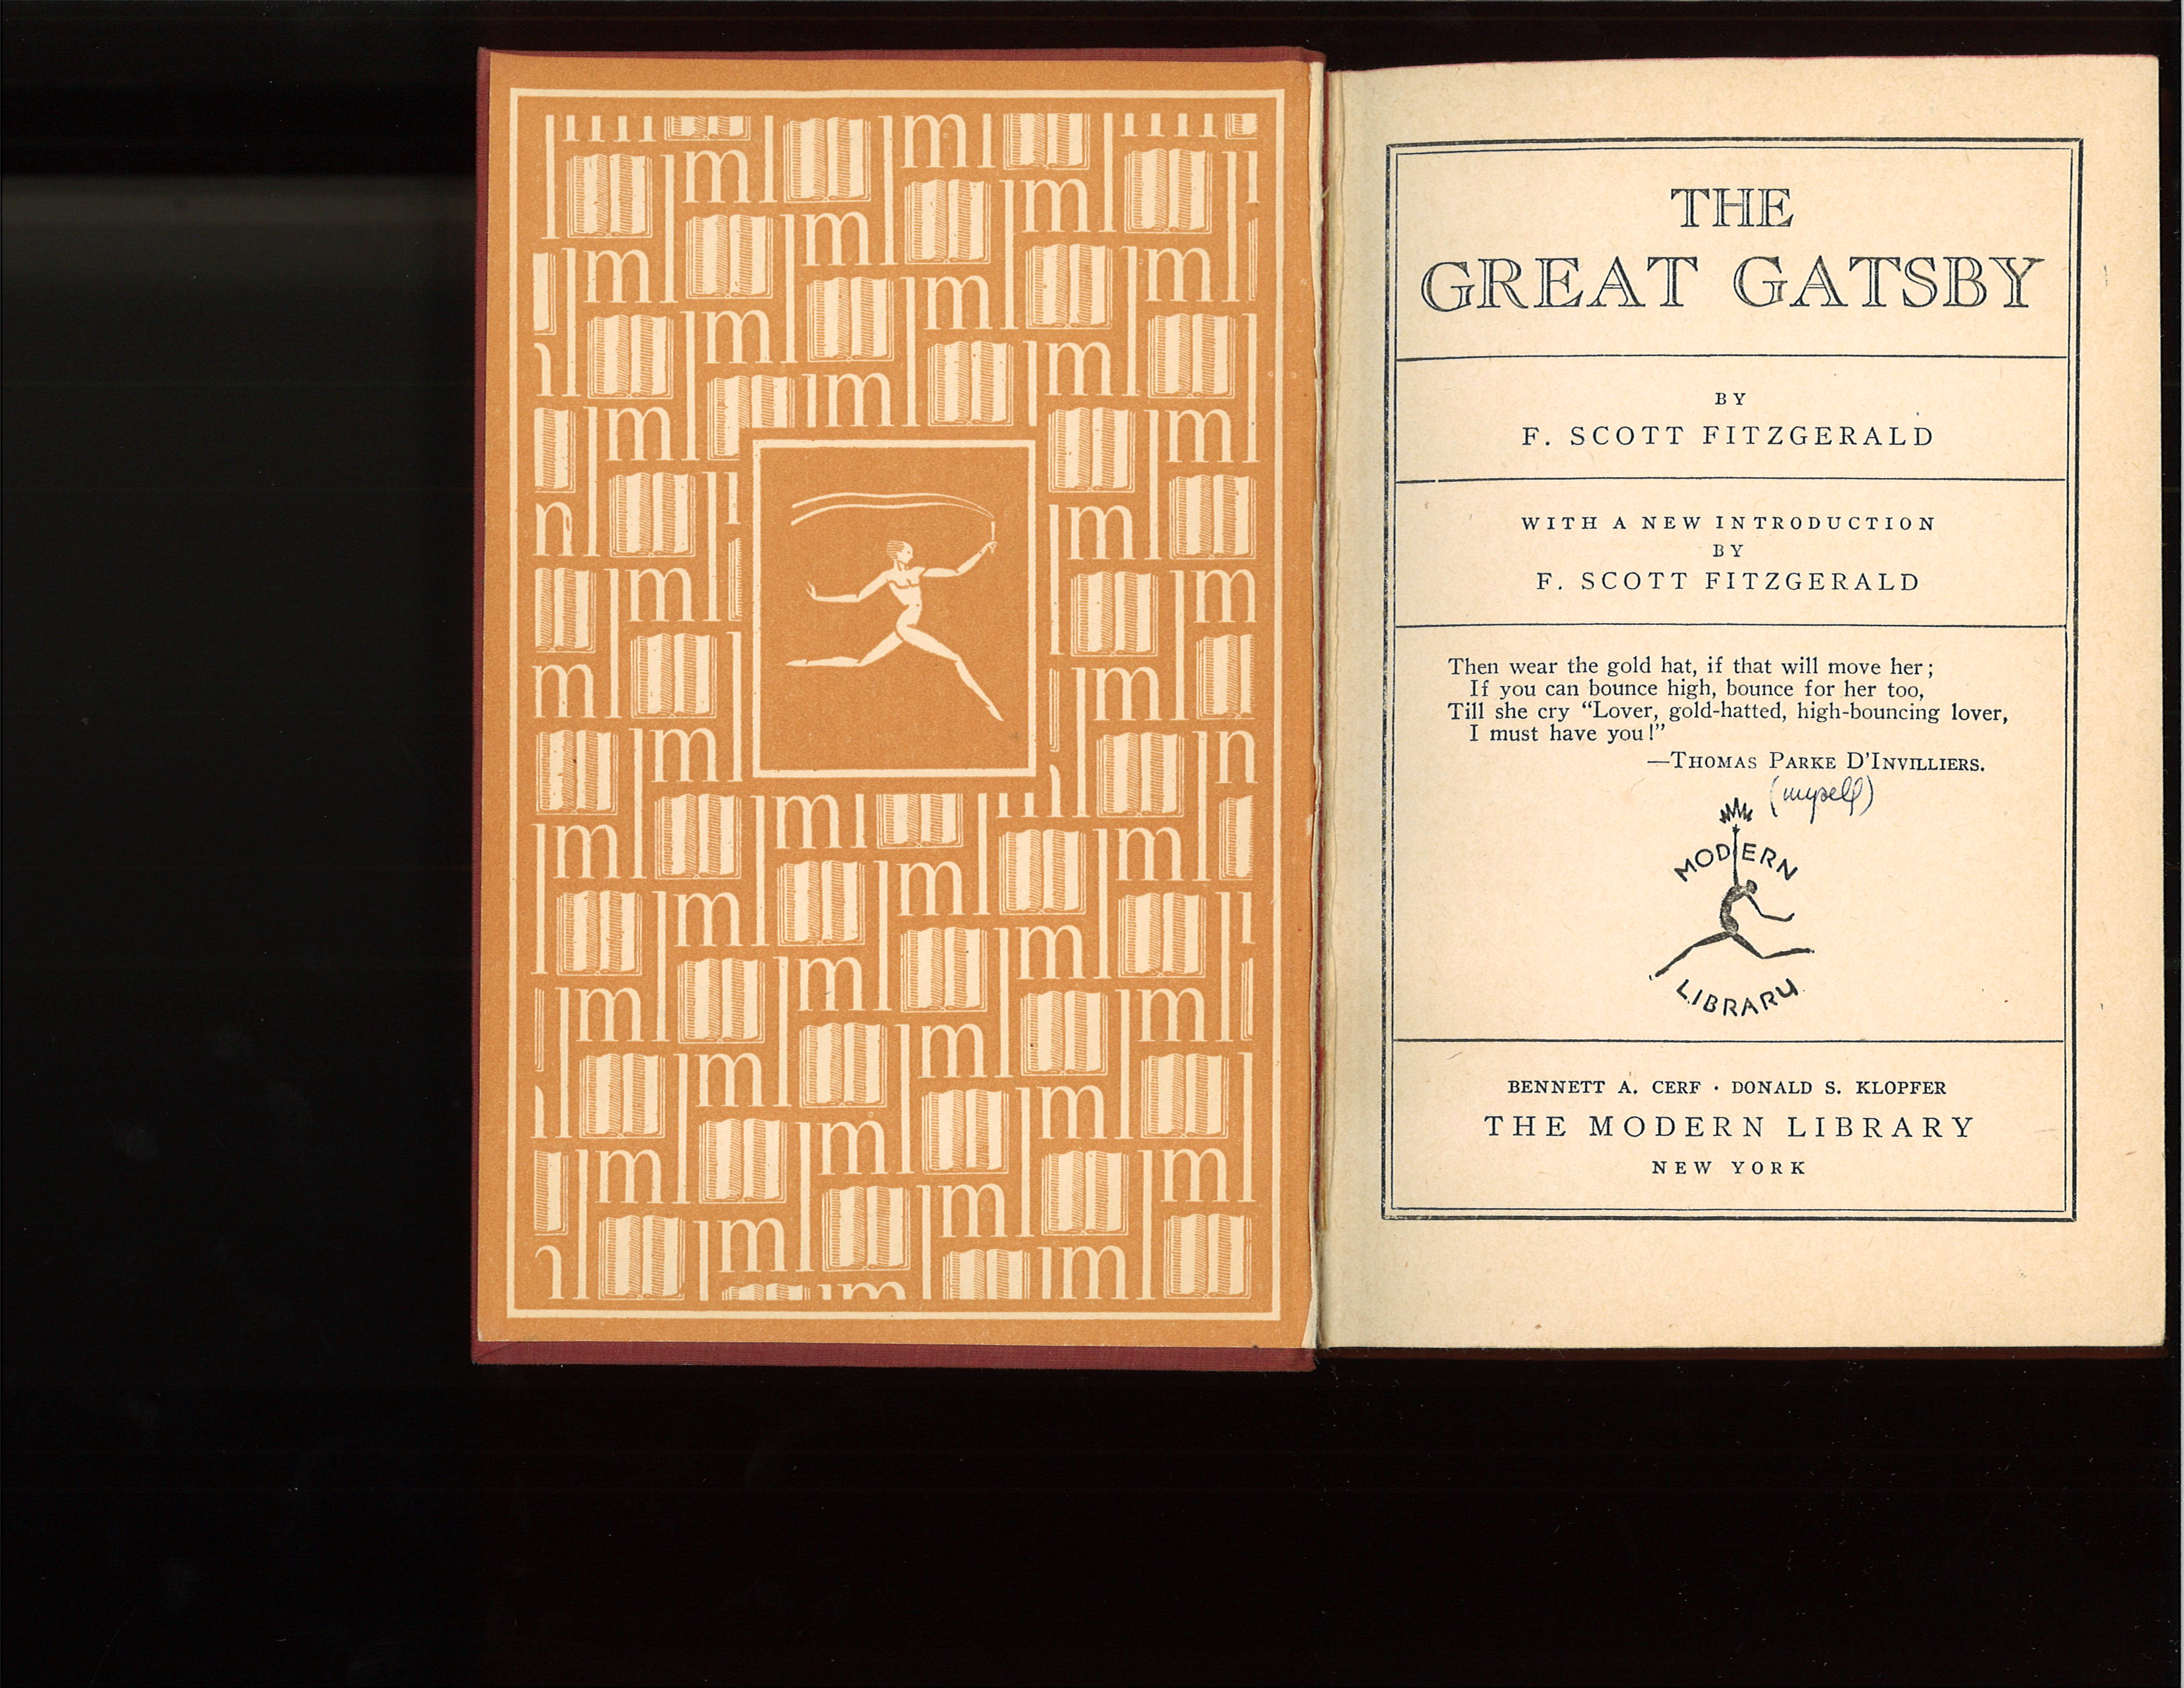 THE
GREAT GATSBY
BY
F. SCOTT FITZGERALD
WITH A NEW INTRODUCTION
BY
F. SCOTT FITZGERALD
Then wear the gold hat, if that will move her;
If you can bounce high, bounce for her too,
Till she cry "Lover, gold-hatted, high-bouncing lover,
I must have you!"
—THOMAS PARKE D'INVILLIERS.
(myself)
MODERN
LIBRARY
BENNETT A. CERF · DONALD S. KLOPFER
THE MODERN LIBRARY
NEW YORK